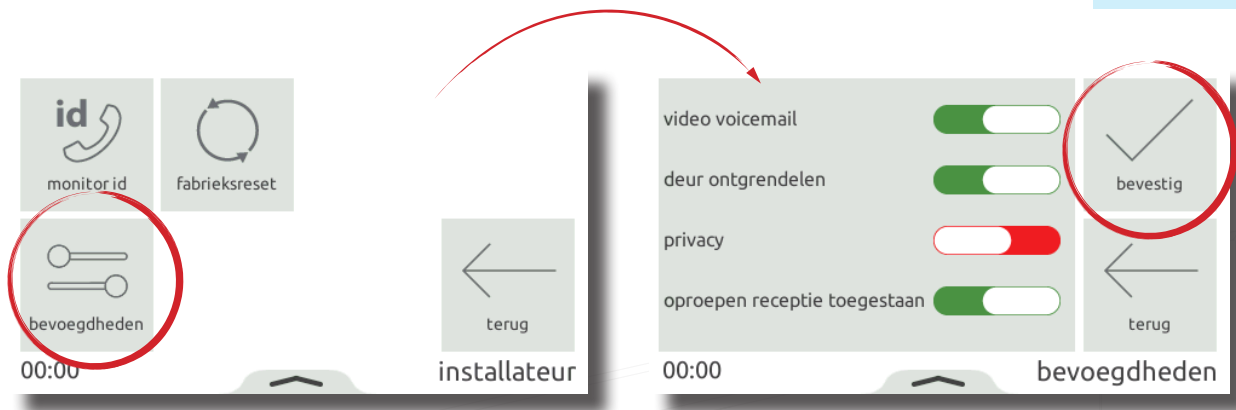 id
monitor id
fabrieksreset
bevoegdheden
terug
00:00
installateur
video voicemail
deur ontgrendelen
privacy
oproepen receptie toegestaan
bevestig
terug
00:00
bevoegdheden